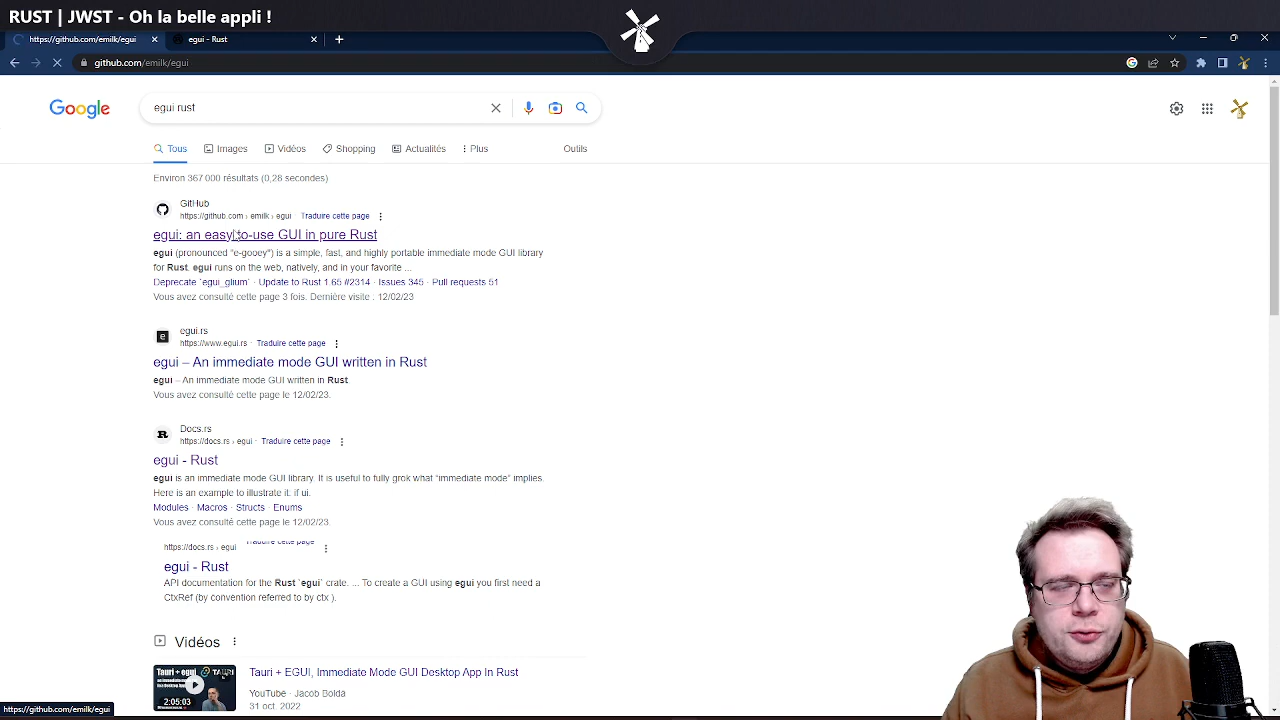 RUST | JWST - Oh la belle appli !
https://github.com/emilk/egui
egui - Rust
github.com/emilk/egui
Google
egui rust
Tous
Images
Vidéos
Shopping
Actualités
Plus
Outils
Environ 367 000 résultats (0,28 secondes)
GitHub
https://github.com › emilk › egui
Traduire cette page
egui: an easy-to-use GUI in pure Rust
egui (pronounced "e-gooey") is a simple, fast, and highly portable immediate mode GUI library
for Rust. egui runs on the web, natively, and in your favorite ...
Deprecate `egui_glium` · Update to Rust 1.65 #2314 · Issues 345 · Pull requests 51
Vous avez consulté cette page 3 fois. Dernière visite : 12/02/23
egui.rs
https://www.egui.rs
Traduire cette page
egui – An immediate mode GUI written in Rust
egui – An immediate mode GUI written in Rust
Vous avez consulté cette page le 12/02/23.
Docs.rs
https://docs.rs › egui
Traduire cette page
egui - Rust
egui is an immediate mode GUI library. It is useful to fully grok what "immediate mode" implies.
Here is an example to illustrate it: if ui.
Modules · Macros · Structs · Enums
Vous avez consulté cette page le 12/02/23.
https://docs.rs › egui
Traduire cette page
egui - Rust
API documentation for the Rust `egui` crate. ... To create a GUI using egui you first need a
CtxRef (by convention referred to by ctx ).
Vidéos
Tauri + egui
2:05:03
Tauri + EGUI, Immediate Mode GUI Desktop App In Rust
YouTube · Jacob Bolda
31 oct. 2022
https://github.com/emilk/egui